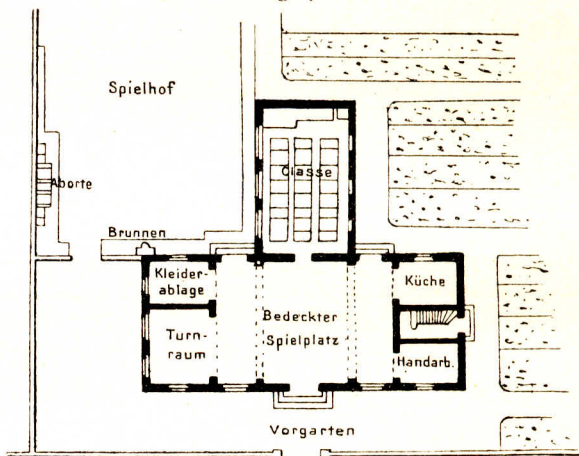 Spielhof
Classe
Aborte
Brunnen
Kleider-
ablage
Küche
Bedeckter
Spielplatz
Turn-
raum
Handarb.
Vorgarten